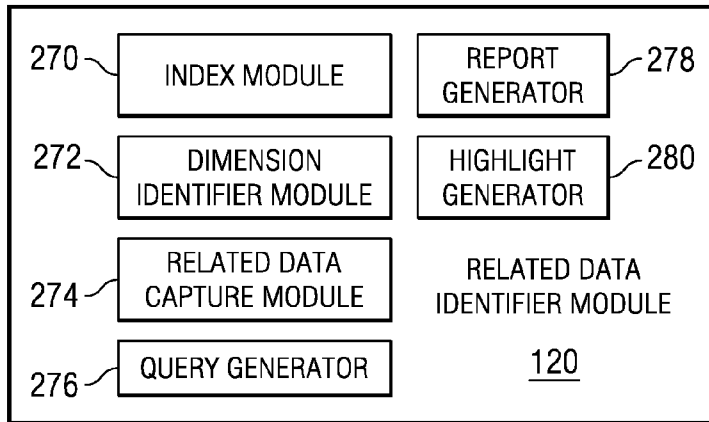 270
INDEX MODULE
REPORT
GENERATOR
278
272
DIMENSION
IDENTIFIER MODULE
HIGHLIGHT
GENERATOR
280
274
RELATED DATA
CAPTURE MODULE
RELATED DATA
IDENTIFIER MODULE
120
276
QUERY GENERATOR